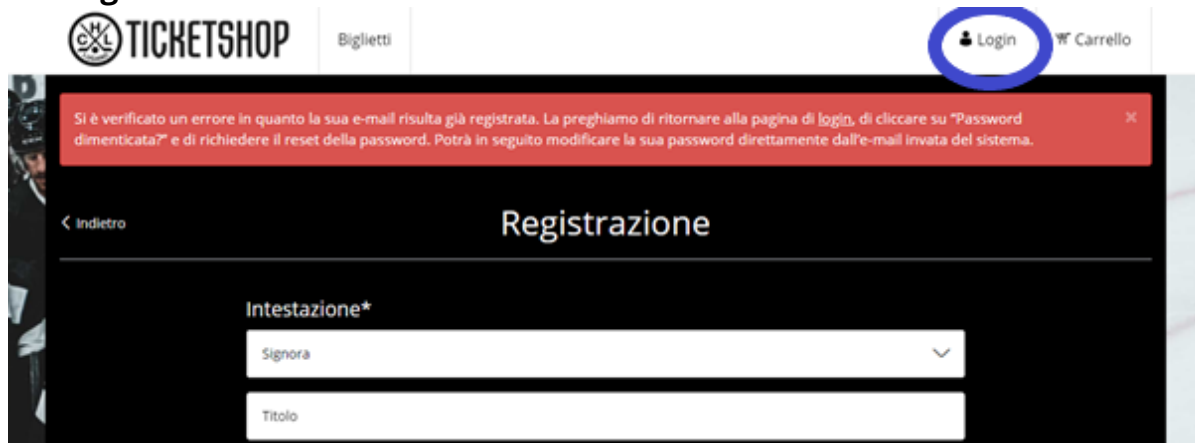 HCL TICKETSHOP
Biglietti
Login
Carrello
Si è verificato un errore in quanto la sua e-mail risulta già registrata. La preghiamo di ritornare alla pagina di login, di cliccare su "Password
dimenticata?" e di richiedere il reset della password. Potrà in seguito modificare la sua password direttamente dall'e-mail invata del sistema.
×
< Indietro
Registrazione
Intestazione*
Signora
Titolo